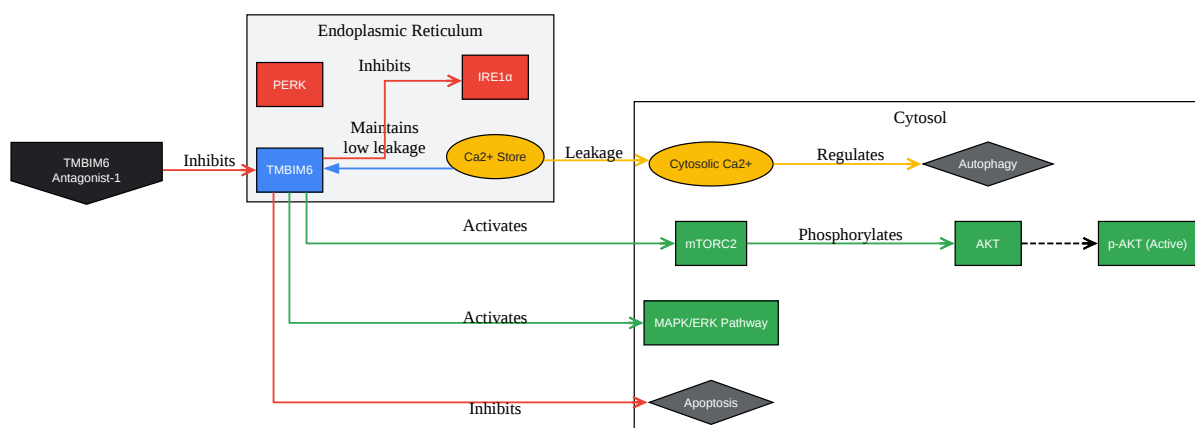 Endoplasmic Reticulum
Inhibits
PERK
IRE1α
Cytosol
Maintains
low leakage
TMBIM6
Antagonist-1
Inhibits
TMBIM6
Ca2+ Store
Leakage
Cytosolic Ca2+
Regulates
Autophagy
Activates
mTORC2
Phosphorylates
AKT
p-AKT (Active)
Activates
MAPK/ERK Pathway
Inhibits
Apoptosis